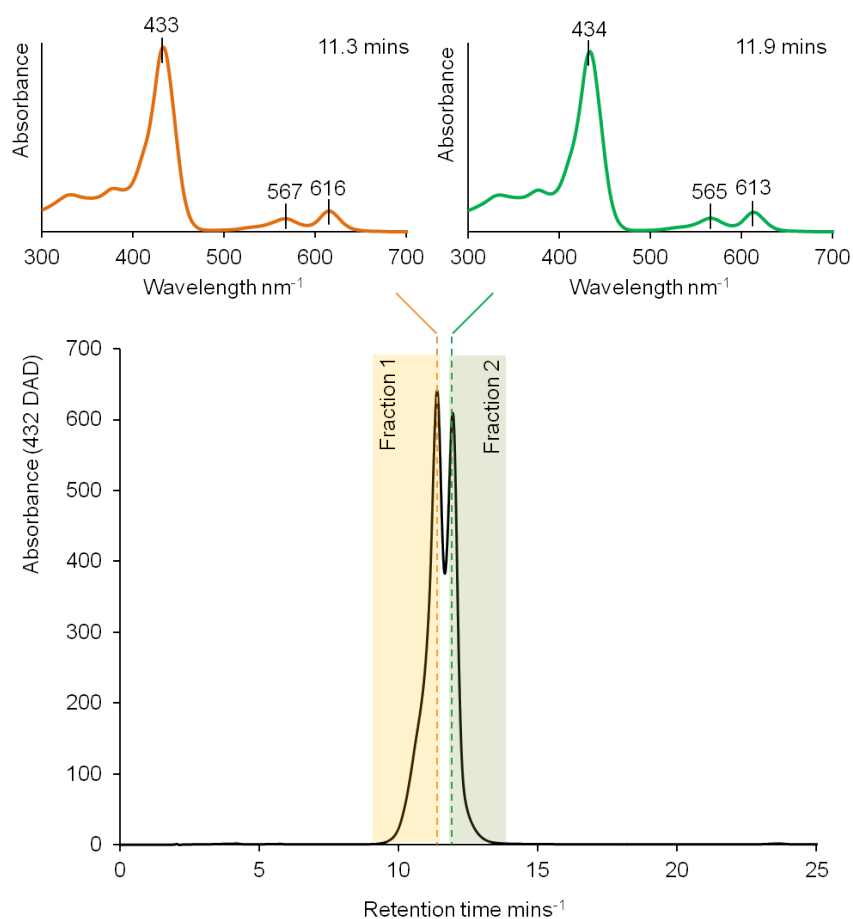 433
11.3 mins
Absorbance
567
616
300 400 500 600 700
Wavelength nm⁻¹
434
11.9 mins
Absorbance
565
613
300 400 500 600 700
Wavelength nm⁻¹
700
600
500
400
300
200
100
0
Absorbance (432 DAD)
Fraction 1
Fraction 2
0 5 10 15 20 25
Retention time mins⁻¹